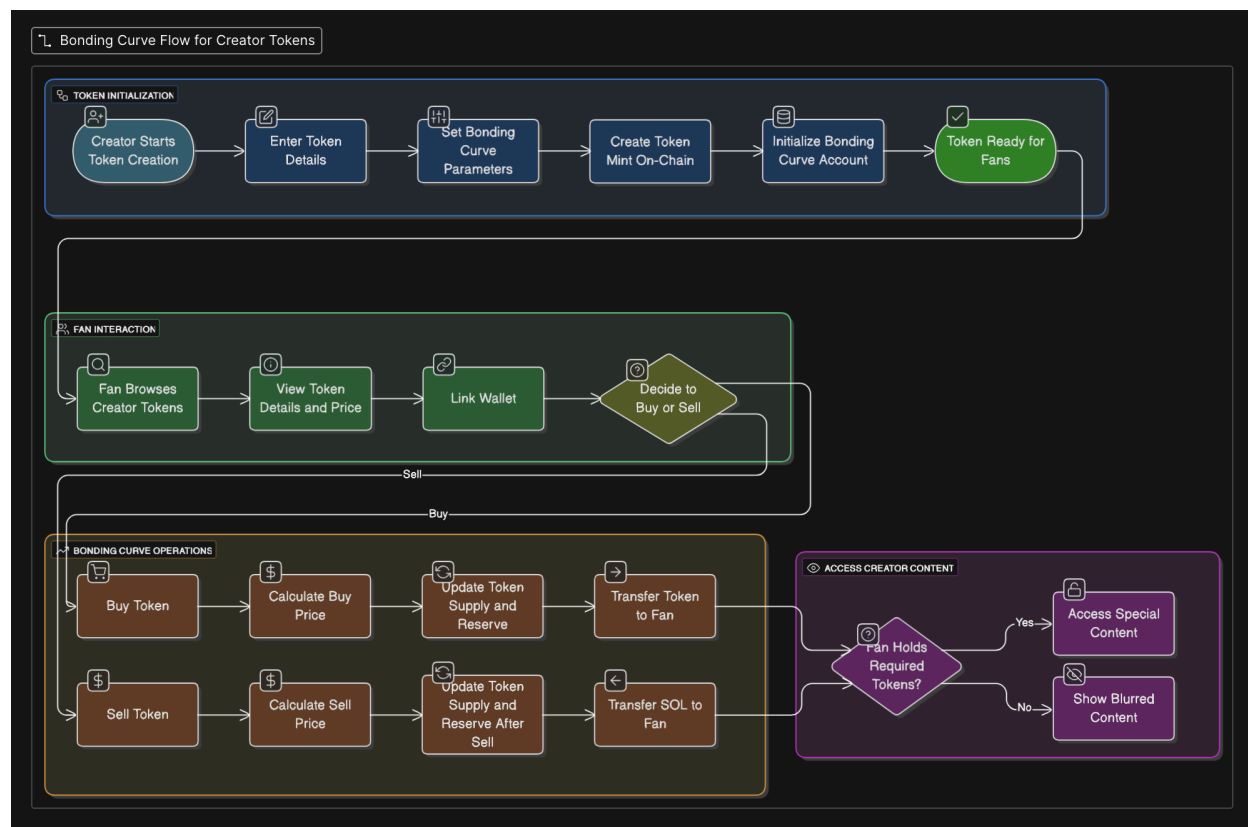 Bonding Curve Flow for Creator Tokens
TOKEN INITIALIZATION
Creator Starts
Token Creation
Enter Token
Details
Set Bonding
Curve
Parameters
Create Token
Mint On-Chain
Initialize Bonding
Curve Account
Token Ready for
Fans
FAN INTERACTION
Fan Browses
Creator Tokens
View Token
Details and Price
Link Wallet
Decide to
Buy or Sell
Sell
Buy
BONDING CURVE OPERATIONS
Buy Token
Calculate Buy
Price
Update Token
Supply and
Reserve
Transfer Token
to Fan
Sell Token
Calculate Sell
Price
Update Token
Supply and
Reserve After
Sell
Transfer SOL to
Fan
ACCESS CREATOR CONTENT
Fan Holds
Required
Tokens?
Yes
Access Special
Content
No
Show Blurred
Content